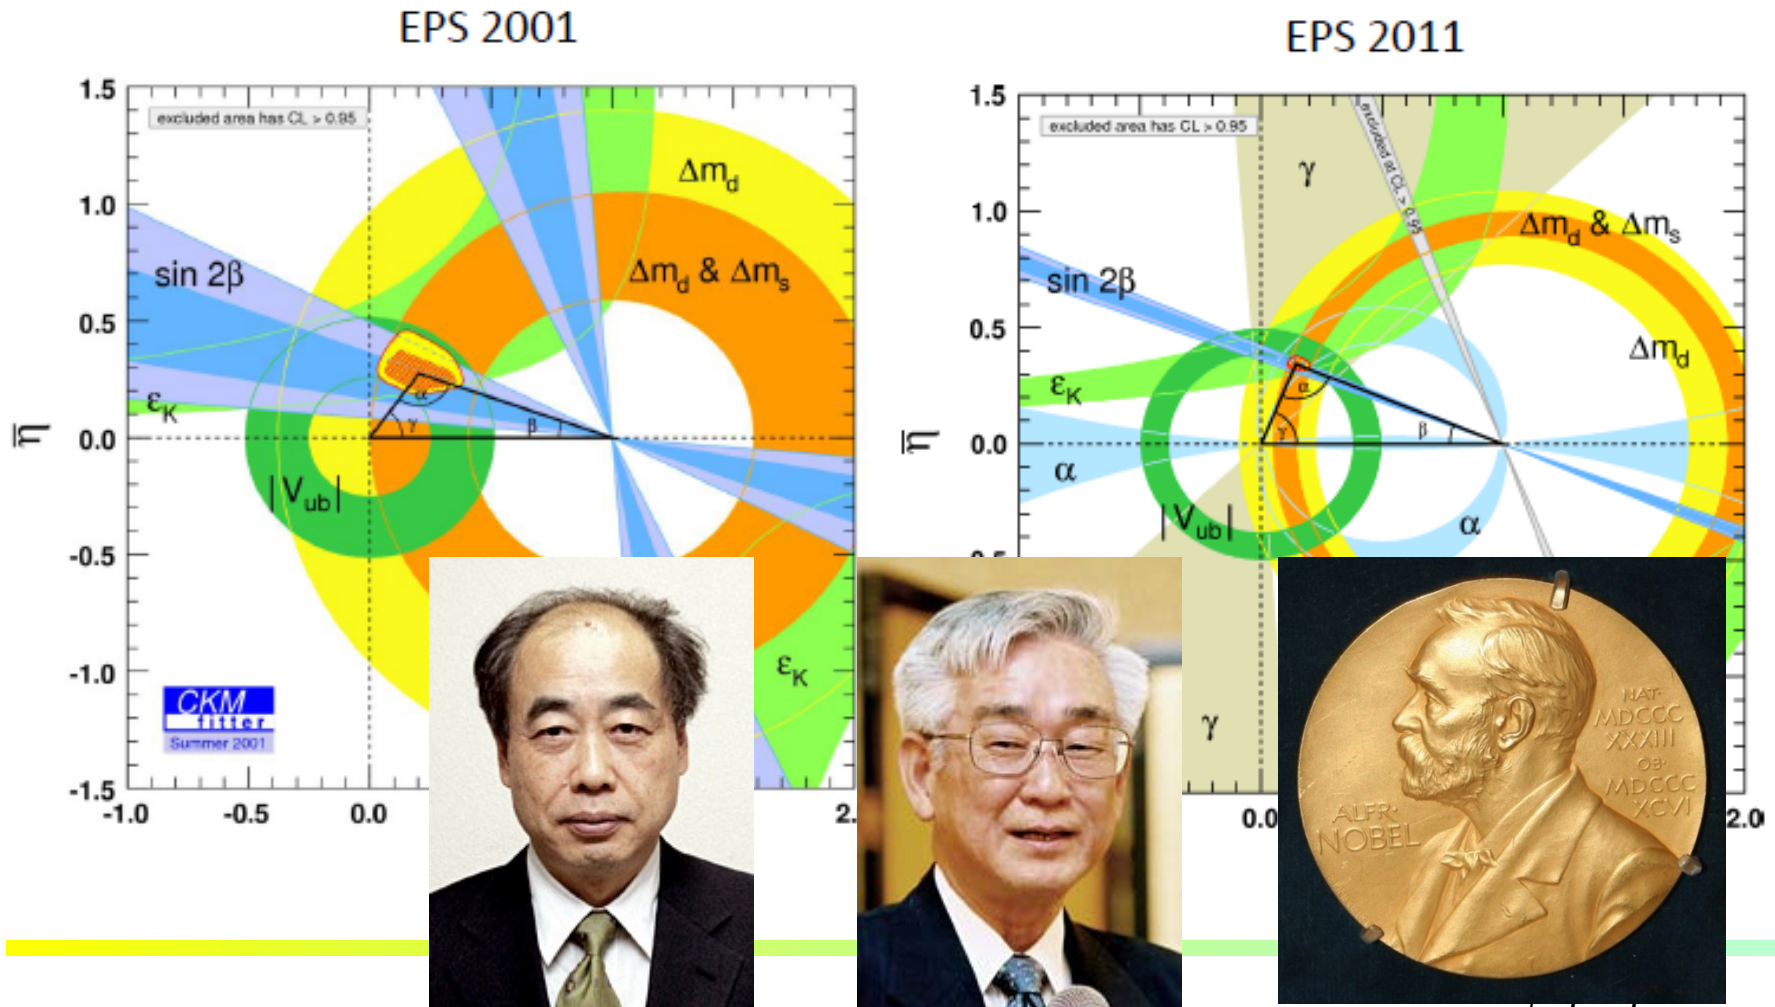 EPS 2001
EPS 2011
1.5
excluded area has CL > 0.95
Δm_d
1.0
sin 2β
Δm_d & Δm_s
0.5
ε_K
α
γ
β
η̅
0.0
|V_ub|
-0.5
-1.0
ε_K
CKM
fitter
Summer 2001
-1.5
-1.0
-0.5
0.0
2.
1.5
excluded area has CL > 0.95
excluded at CL > 0.95
γ
1.0
Δm_d & Δm_s
sin 2β
0.5
Δm_d
ε_K
α
γ
β
η̅
0.0
α
α
|V_ub|
γ
0.0
2.0
NAT·
MDCCC
XXXIII
OB·
MDCCC
XCVI
ALFR·
NOBEL